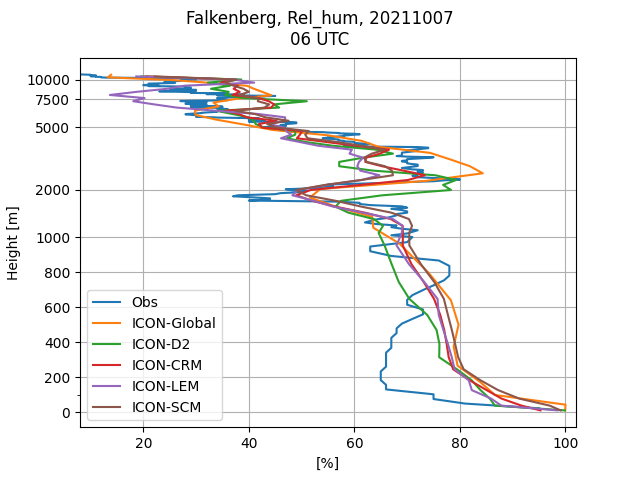 Falkenberg, Rel_hum, 20211007
06 UTC
10000
7500
5000
2000
1000
800
600
400
200
0
Height [m]
Obs
ICON-Global
ICON-D2
ICON-CRM
ICON-LEM
ICON-SCM
20 40 60 80 100
[%]